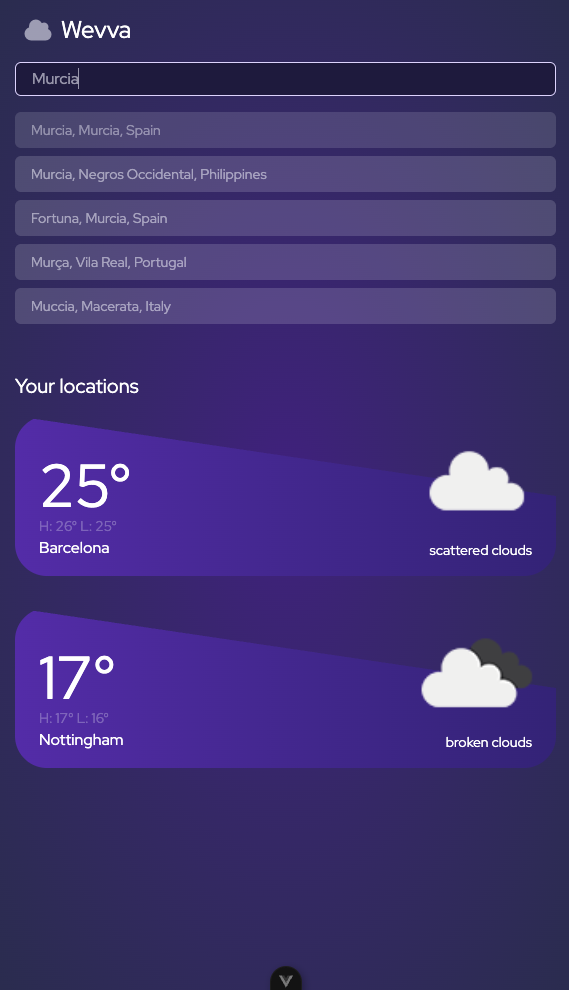 Wevva
Murcia
Murcia, Murcia, Spain
Murcia, Negros Occidental, Philippines
Fortuna, Murcia, Spain
Murça, Vila Real, Portugal
Muccia, Macerata, Italy
Your locations
25°
H: 26° L: 25°
Barcelona
scattered clouds
17°
H: 17° L: 16°
Nottingham
broken clouds